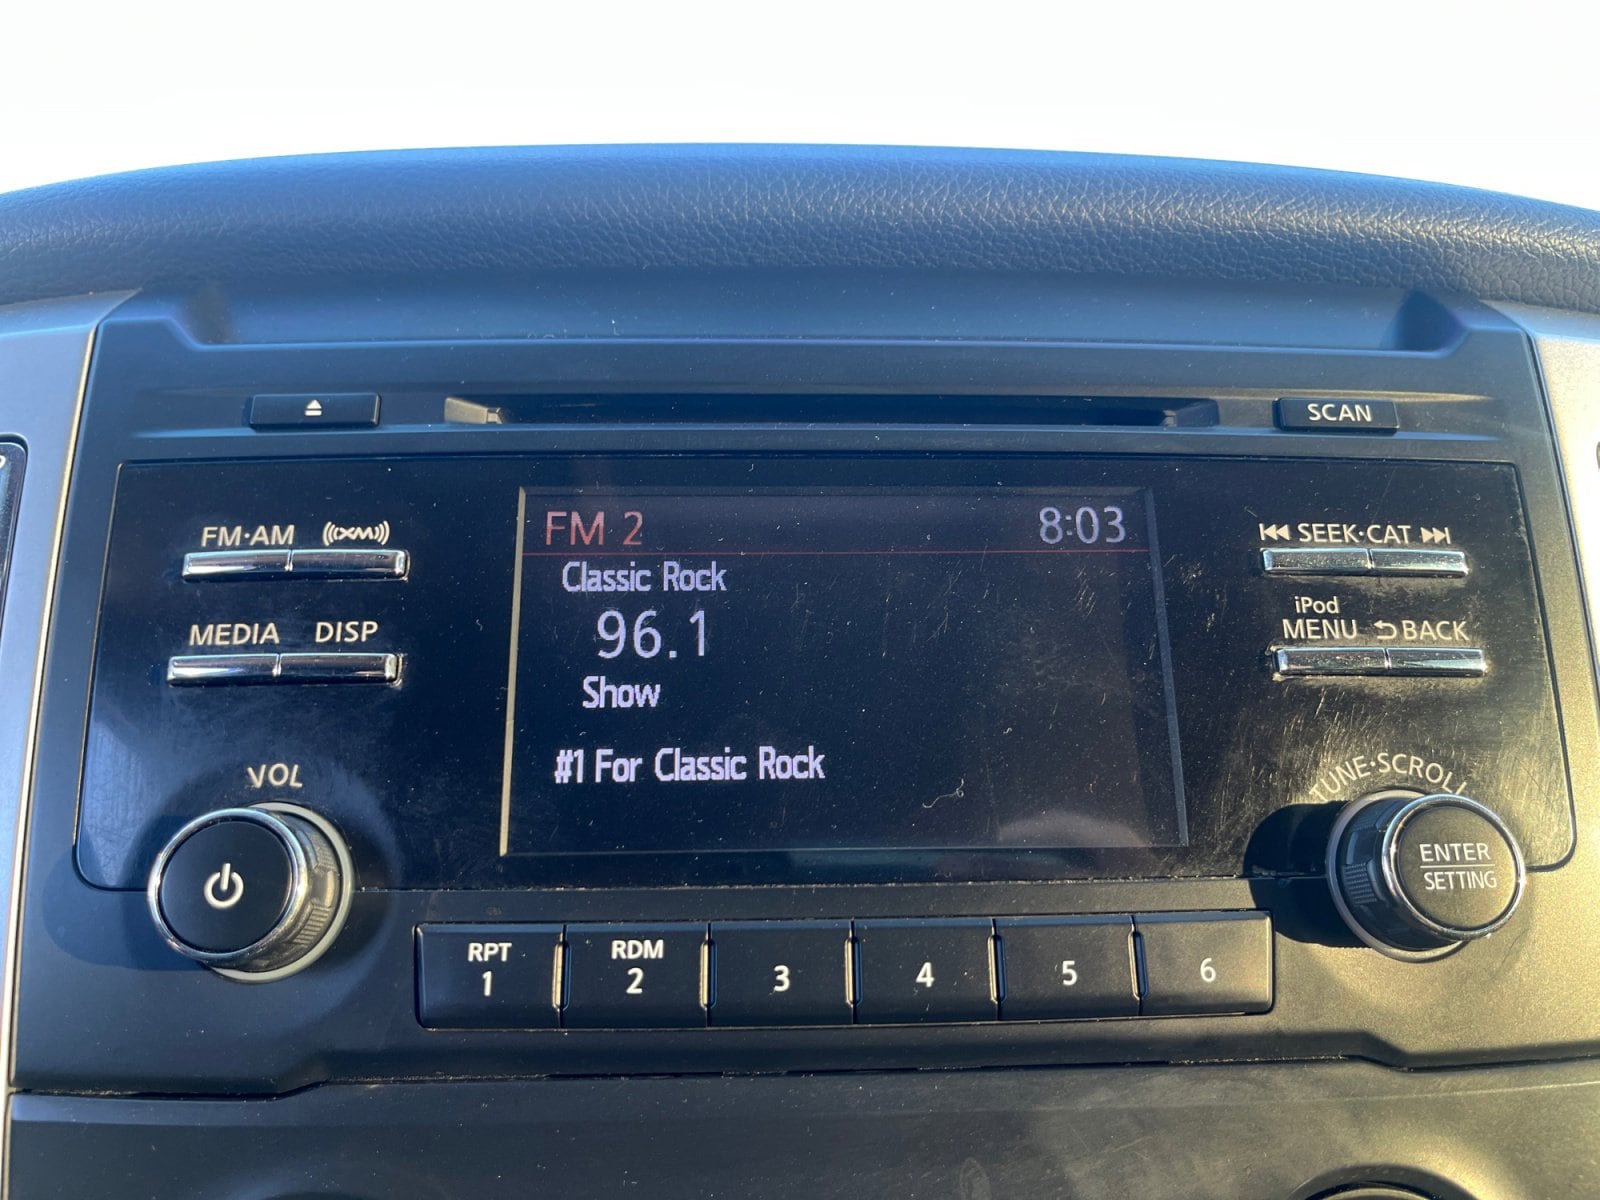 SCAN
FM·AM ((XM))
FM 2 8:03
SEEK·CAT
Classic Rock
96.1
Show
#1 For Classic Rock
MEDIA DISP
iPod
MENU BACK
VOL
TUNE·SCROLL
ENTER
SETTING
RPT RDM
1 2 3 4 5 6